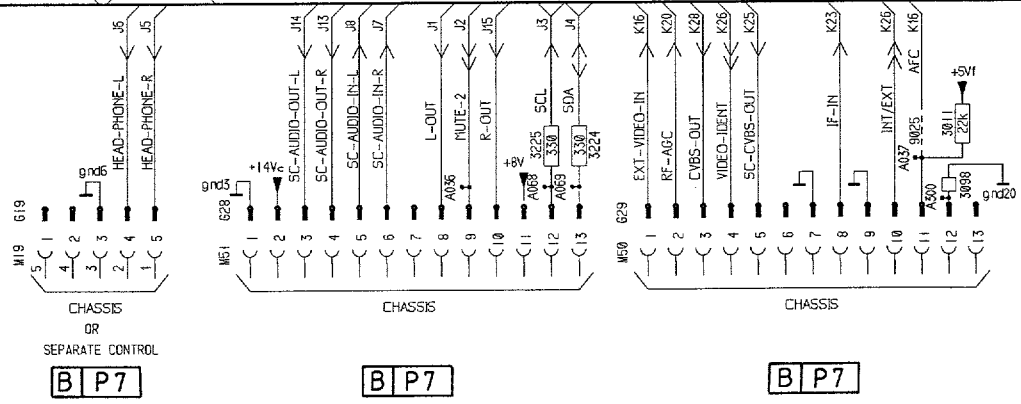 J6
J5
J14
J13
J8
J7
J1
J2
J15
J3
J4
K16
K20
K28
K26
K25
K23
K26
K16
HEAD-PHONE-L
HEAD-PHONE-R
SC-AUDIO-OUT-L
SC-AUDIO-OUT-R
SC-AUDIO-IN-L
SC-AUDIO-IN-R
L-OUT
MUTE-2
R-OUT
SCL
SDA
EXT-VIDEO-IN
RF-AGC
CVBS-OUT
VIDEO-IDENT
SC-CVBS-OUT
IF-IN
INT/EXT
AFC
+5Vf
3011
22k
9025
A037
3225
330
330
3224
gnd6
gnd3
+14Vc
A036
+8V
A068
A069
A300
3098
gnd20
G19
G28
G29
M19
1 2 3 4 5
5 4 3 2 1
M51
1 2 3 4 5 6 7 8 9 10 11 12 13
M50
1 2 3 4 5 6 7 8 9 10 11 12 13
CHASSIS
OR
SEPARATE CONTROL
CHASSIS
CHASSIS
B P7
B P7
B P7